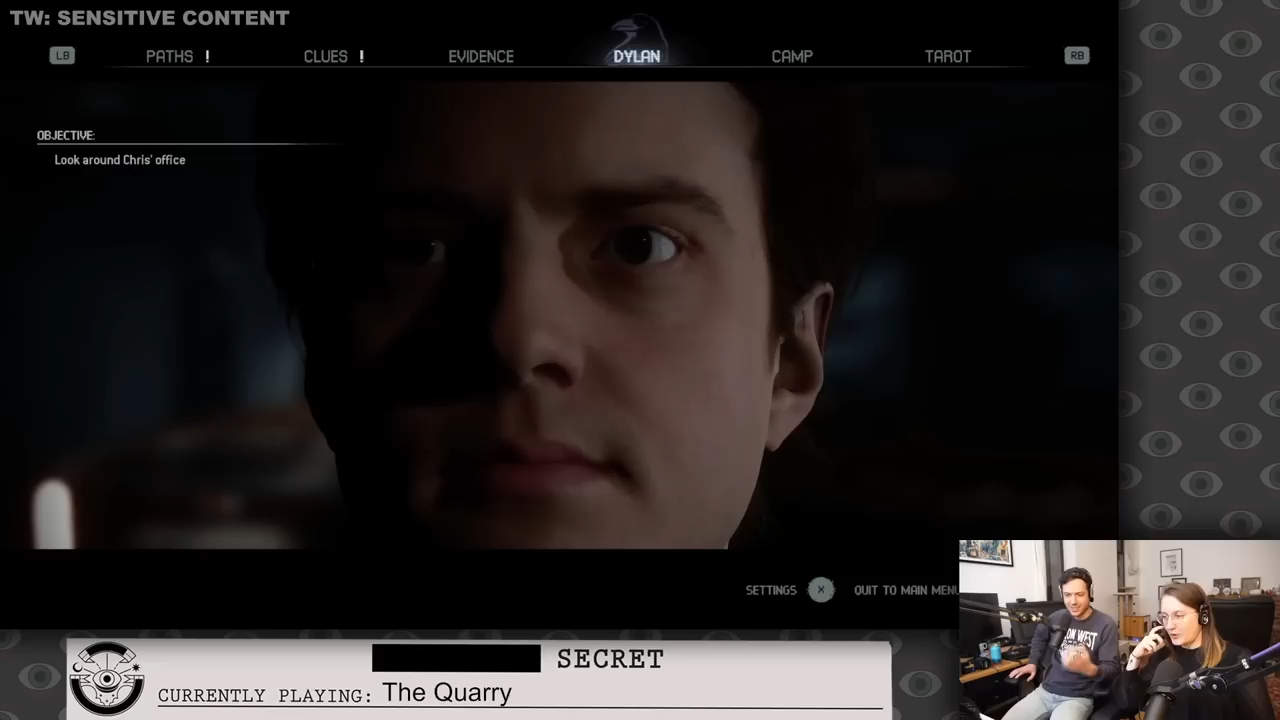 TW: SENSITIVE CONTENT
LB PATHS ! CLUES ! EVIDENCE DYLAN CAMP TAROT RB
OBJECTIVE:
Look around Chris' office
SETTINGS X QUIT TO MAIN MENU
SECRET
CURRENTLY PLAYING: The Quarry